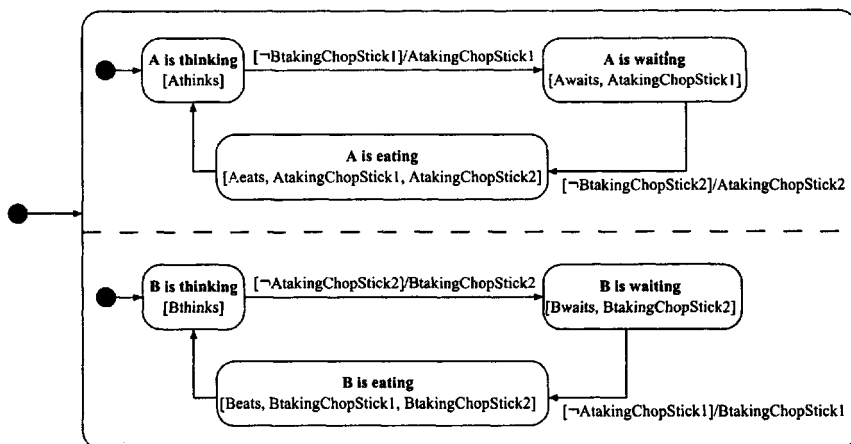 A is thinking
[Athinks]
[¬BtakingChopStick1]/AtakingChopStick1
A is waiting
[Awaits, AtakingChopStick1]
A is eating
[Aeats, AtakingChopStick1, AtakingChopStick2]
[¬BtakingChopStick2]/AtakingChopStick2
B is thinking
[Bthinks]
[¬AtakingChopStick2]/BtakingChopStick2
B is waiting
[Bwaits, BtakingChopStick2]
B is eating
[Beats, BtakingChopStick1, BtakingChopStick2]
[¬AtakingChopStick1]/BtakingChopStick1